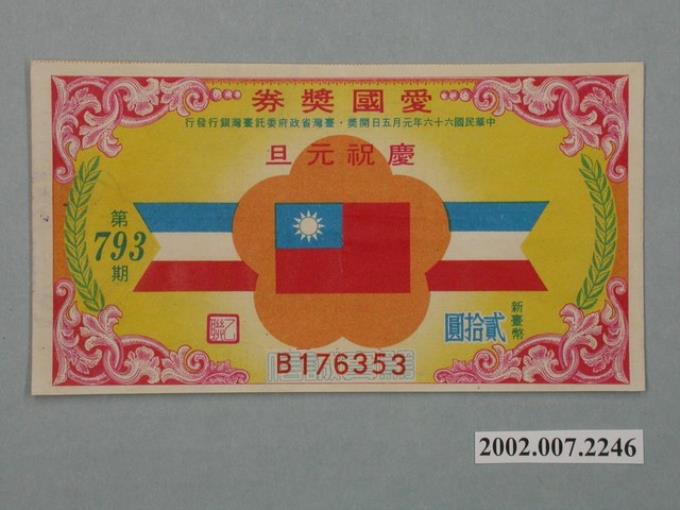 愛國獎券
中華民國六十六年元月五日開獎・臺灣省政府委託臺灣銀行發行
慶祝元旦
第
793
期
新臺幣
貳拾圓
乙聯
B176353
2002.007.2246